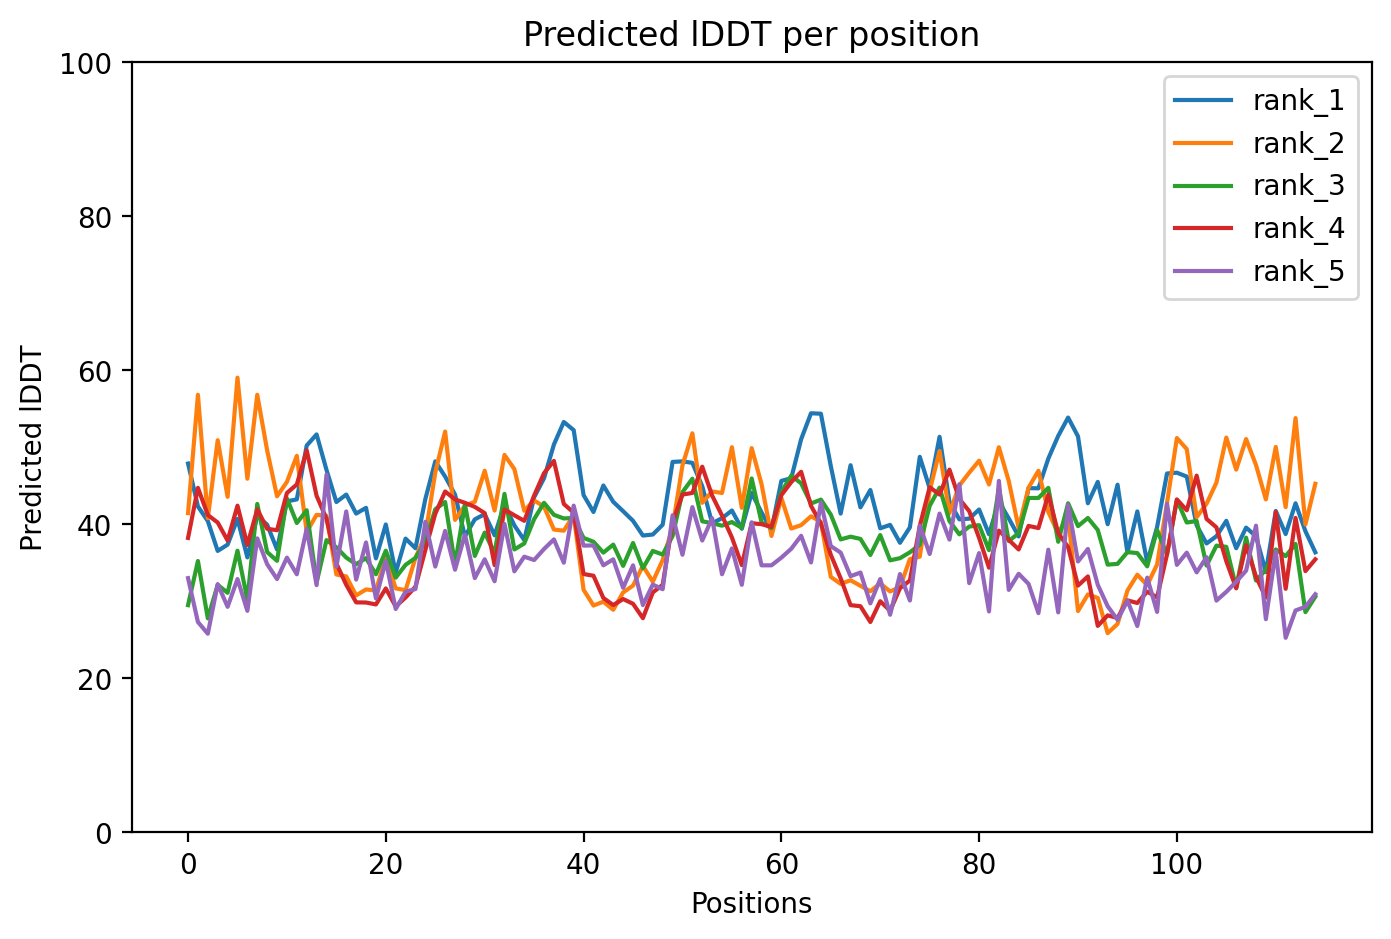 Predicted lDDT per position
100
80
60
40
20
0
Predicted lDDT
0 20 40 60 80 100
Positions
rank_1
rank_2
rank_3
rank_4
rank_5